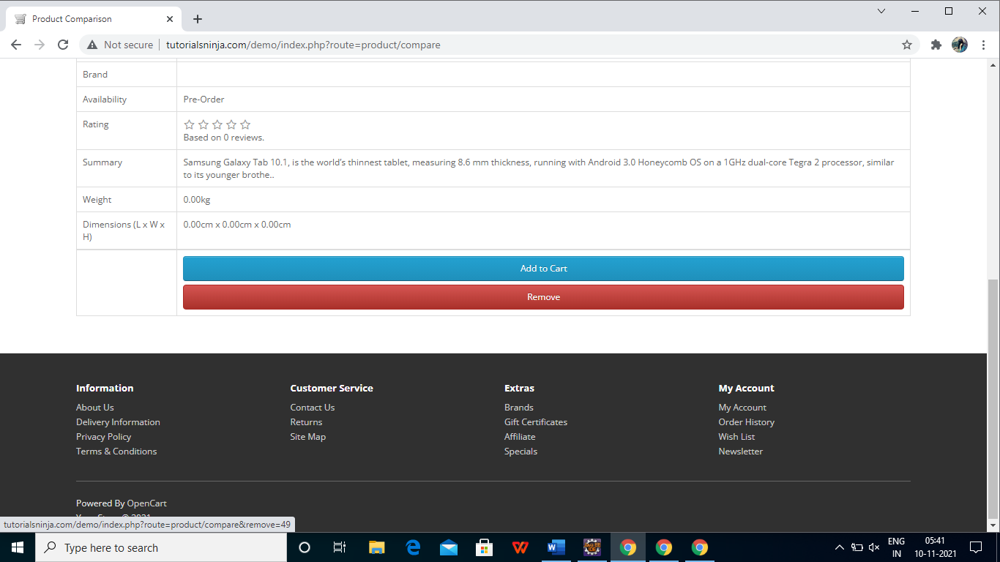 Product Comparison
Not secure
tutorialsninja.com/demo/index.php?route=product/compare
Brand
Availability
Pre-Order
Rating
Based on 0 reviews.
Summary
Samsung Galaxy Tab 10.1, is the world’s thinnest tablet, measuring 8.6 mm thickness, running with Android 3.0 Honeycomb OS on a 1GHz dual-core Tegra 2 processor, similar
to its younger brothe..
Weight
0.00kg
Dimensions (L x W x
H)
0.00cm x 0.00cm x 0.00cm
Add to Cart
Remove
Information
About Us
Delivery Information
Privacy Policy
Terms & Conditions
Customer Service
Contact Us
Returns
Site Map
Extras
Brands
Gift Certificates
Affiliate
Specials
My Account
My Account
Order History
Wish List
Newsletter
Powered By OpenCart
tutorialsninja.com/demo/index.php?route=product/compare&remove=49
Type here to search
ENG
IN
05:41
10-11-2021